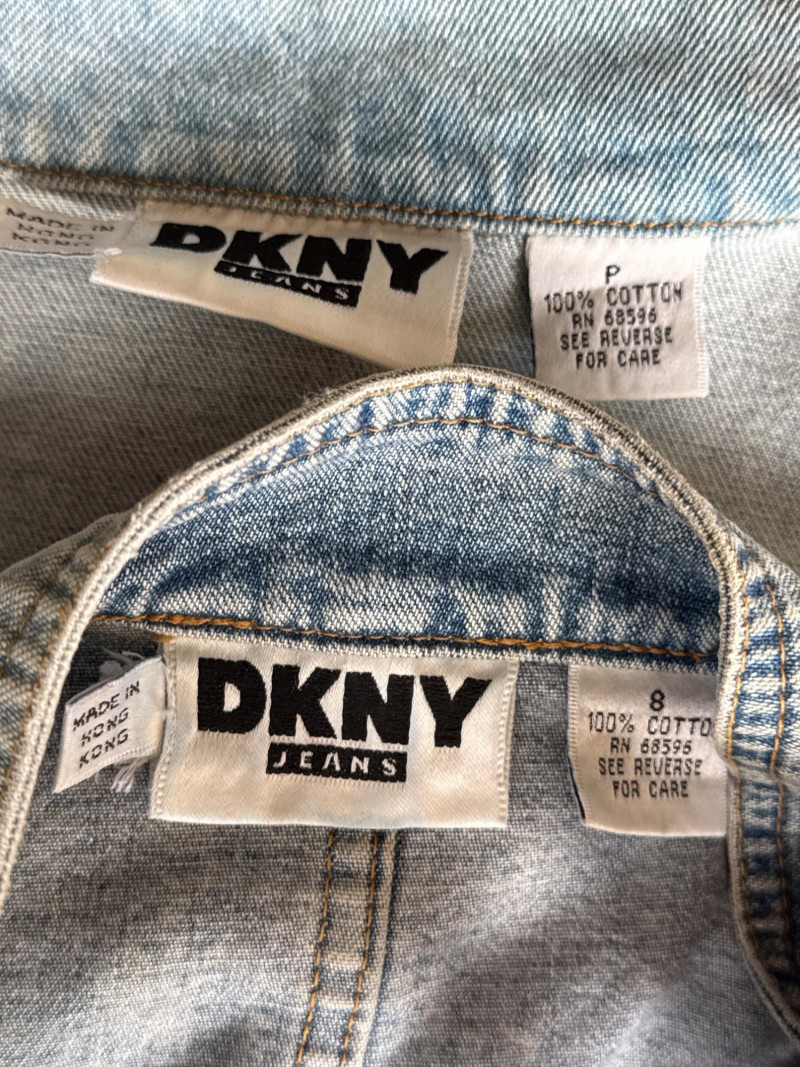 MADE IN
HONG
KONG
DKNY
JEANS
P
100% COTTON
RN 68596
SEE REVERSE
FOR CARE
MADE IN
HONG
KONG
DKNY
JEANS
8
100% COTTO
RN 68596
SEE REVERSE
FOR CARE